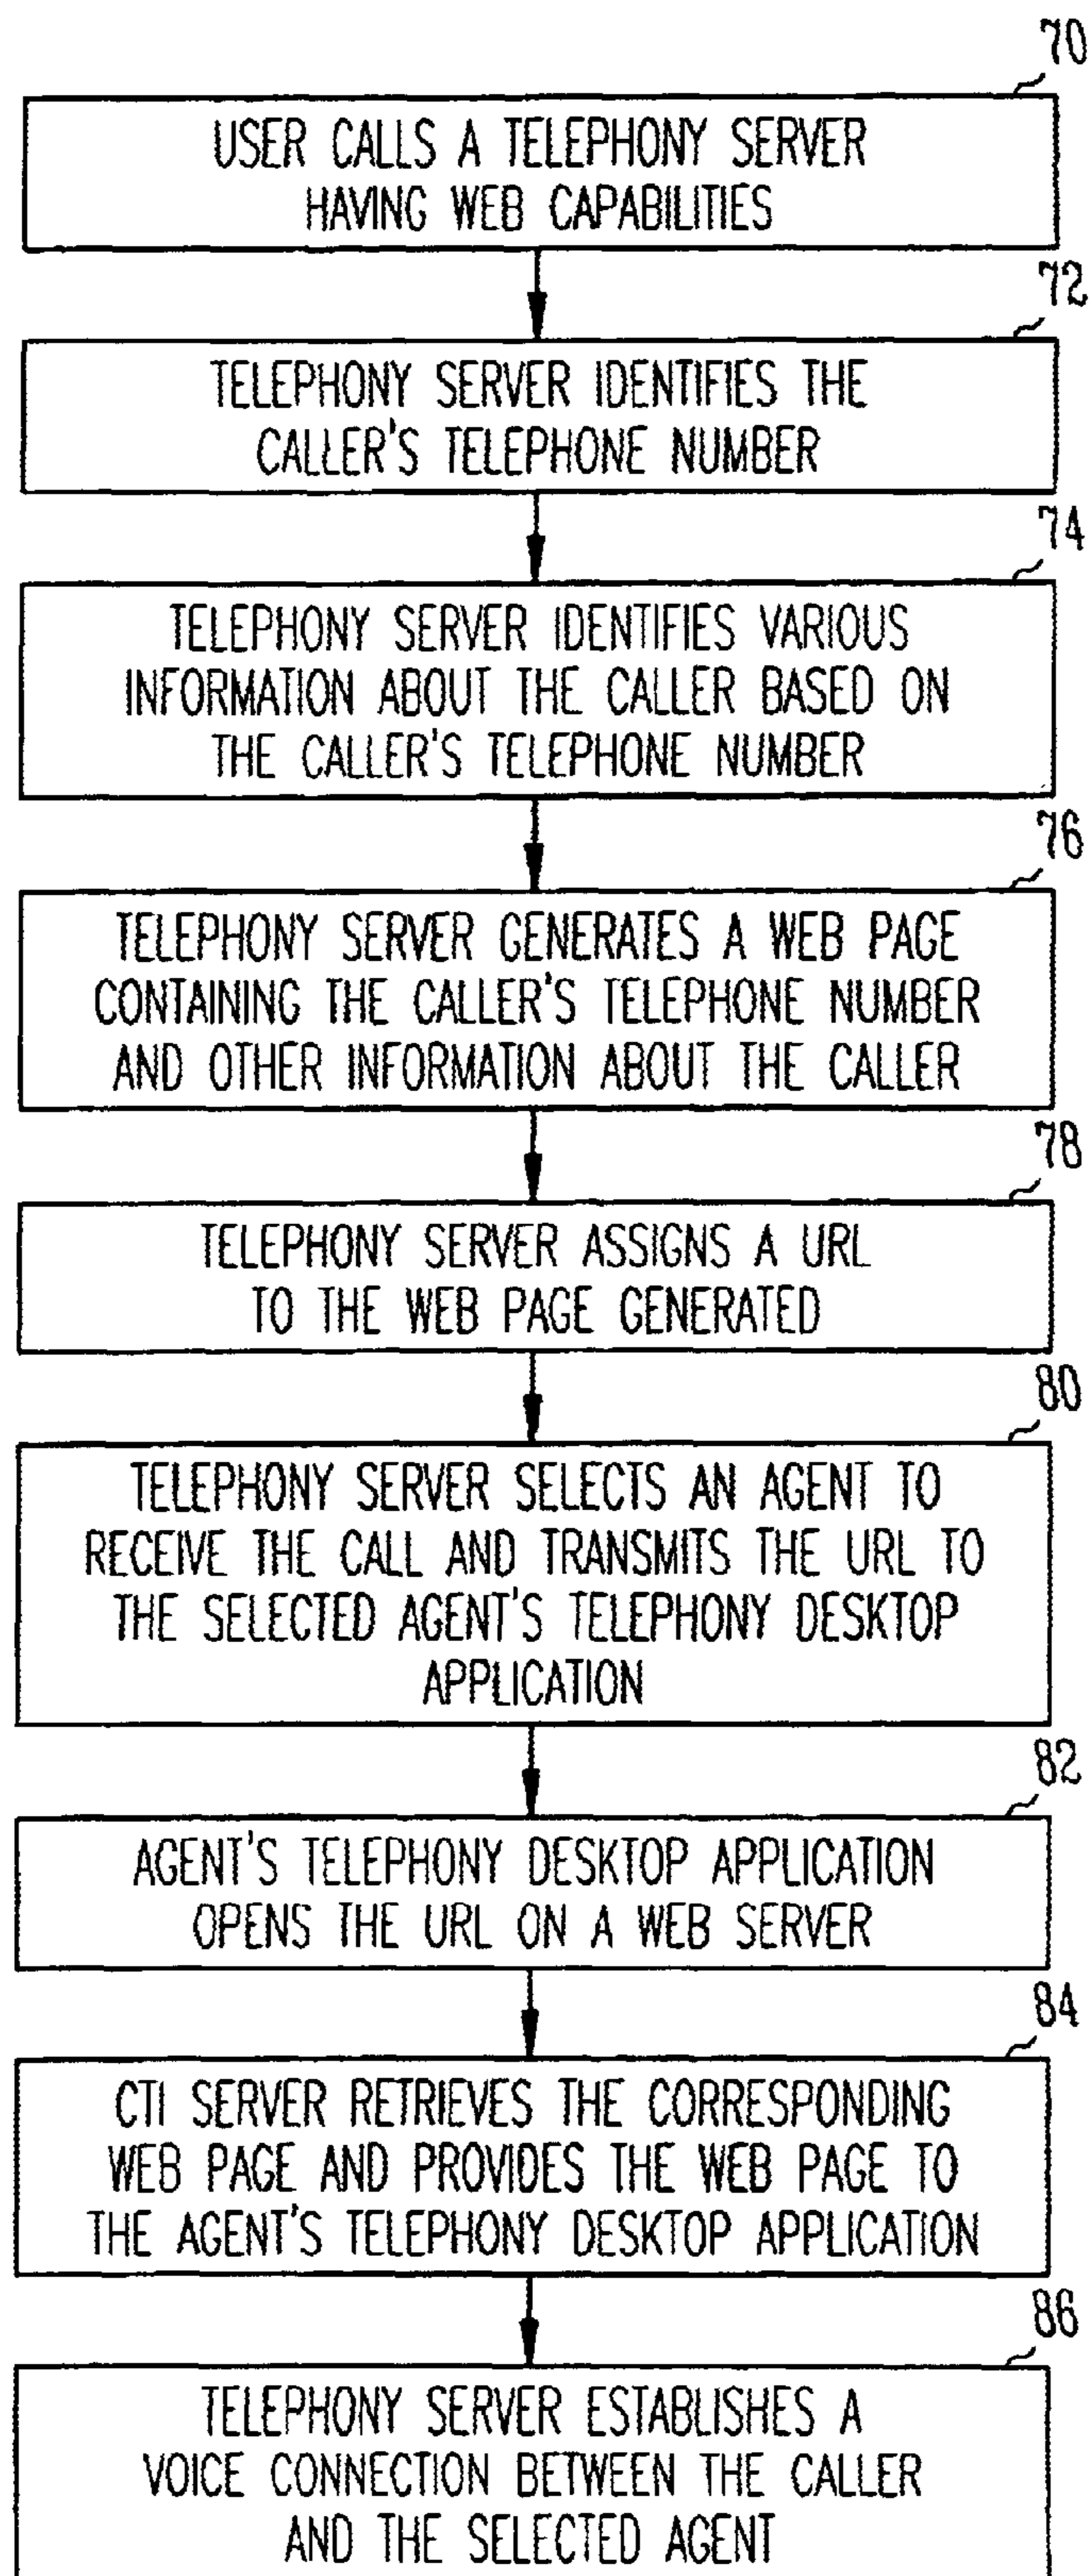 70
USER CALLS A TELEPHONY SERVER
HAVING WEB CAPABILITIES
72
TELEPHONY SERVER IDENTIFIES THE
CALLER'S TELEPHONE NUMBER
74
TELEPHONY SERVER IDENTIFIES VARIOUS
INFORMATION ABOUT THE CALLER BASED ON
THE CALLER'S TELEPHONE NUMBER
76
TELEPHONY SERVER GENERATES A WEB PAGE
CONTAINING THE CALLER'S TELEPHONE NUMBER
AND OTHER INFORMATION ABOUT THE CALLER
78
TELEPHONY SERVER ASSIGNS A URL
TO THE WEB PAGE GENERATED
80
TELEPHONY SERVER SELECTS AN AGENT TO
RECEIVE THE CALL AND TRANSMITS THE URL TO
THE SELECTED AGENT'S TELEPHONY DESKTOP
APPLICATION
82
AGENT'S TELEPHONY DESKTOP APPLICATION
OPENS THE URL ON A WEB SERVER
84
CTI SERVER RETRIEVES THE CORRESPONDING
WEB PAGE AND PROVIDES THE WEB PAGE TO
THE AGENT'S TELEPHONY DESKTOP APPLICATION
86
TELEPHONY SERVER ESTABLISHES A
VOICE CONNECTION BETWEEN THE CALLER
AND THE SELECTED AGENT